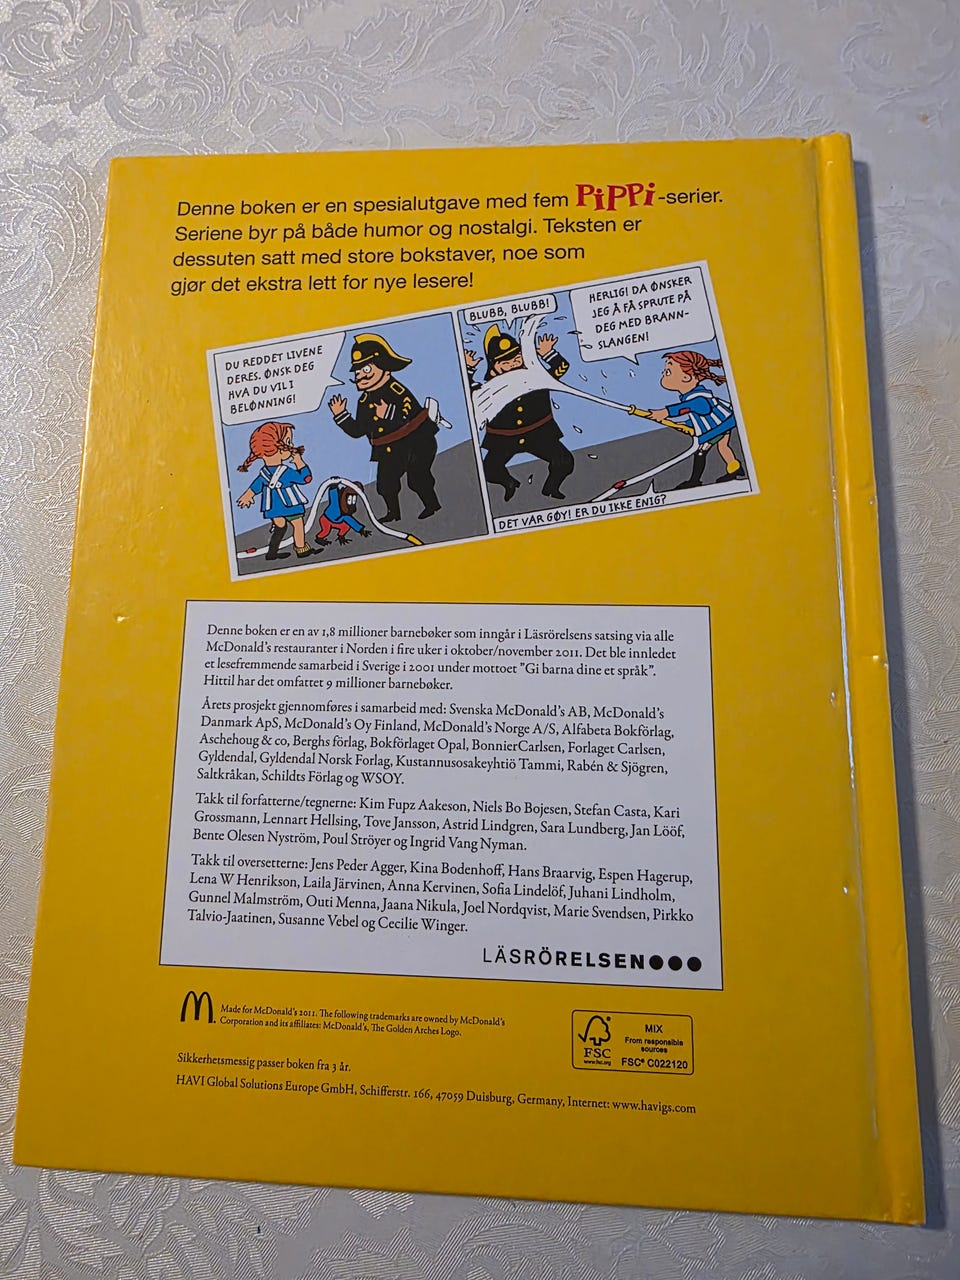 Denne boken er en spesialutgave med fem PiPPi-serier.
Seriene byr på både humor og nostalgi. Teksten er
dessuten satt med store bokstaver, noe som
gjør det ekstra lett for nye lesere!
DU REDDET LIVENE
DERES. ØNSK DEG
HVA DU VIL I
BELØNNING!
BLUBB, BLUBB!
HERLIG! DA ØNSKER
JEG Å FÅ SPRUTE PÅ
DEG MED BRANN-
SLANGEN!
DET VAR GØY! ER DU IKKE ENIG?
Denne boken er en av 1,8 millioner barnebøker som inngår i Läsrörelsens satsing via alle
McDonald's restauranter i Norden i fire uker i oktober/november 2011. Det ble innledet
et lesefremmende samarbeid i Sverige i 2001 under mottoet "Gi barna dine et språk".
Hittil har det omfattet 9 millioner barnebøker.
Årets prosjekt gjennomføres i samarbeid med: Svenska McDonald's AB, McDonald's
Danmark ApS, McDonald's Oy Finland, McDonald's Norge A/S, Alfabeta Bokförlag,
Aschehoug & co, Berghs förlag, Bokförlaget Opal, BonnierCarlsen, Forlaget Carlsen,
Gyldendal, Gyldendal Norsk Forlag, Kustannusosakeyhtiö Tammi, Rabén & Sjögren,
Saltkråkan, Schildts Förlag og WSOY.
Takk til forfatterne/tegnerne: Kim Fupz Aakeson, Niels Bo Bojesen, Stefan Casta, Kari
Grossmann, Lennart Hellsing, Tove Jansson, Astrid Lindgren, Sara Lundberg, Jan Lööf,
Bente Olesen Nyström, Poul Ströyer og Ingrid Vang Nyman.
Takk til oversetterne: Jens Peder Agger, Kina Bodenhoff, Hans Braarvig, Espen Hagerup,
Lena W Henrikson, Laila Järvinen, Anna Kervinen, Sofia Lindelöf, Juhani Lindholm,
Gunnel Malmström, Outi Menna, Jaana Nikula, Joel Nordqvist, Marie Svendsen, Pirkko
Talvio-Jaatinen, Susanne Vebel og Cecilie Winger.
LÄSRÖRELSEN●●●
Made for McDonald's 2011. The following trademarks are owned by McDonald's
Corporation and its affiliates: McDonald's, The Golden Arches Logo.
FSC
www.fsc.org
MIX
From responsible
sources
FSC® C022120
Sikkerhetsmessig passer boken fra 3 år.
HAVI Global Solutions Europe GmbH, Schifferstr. 166, 47059 Duisburg, Germany, Internet: www.havigs.com